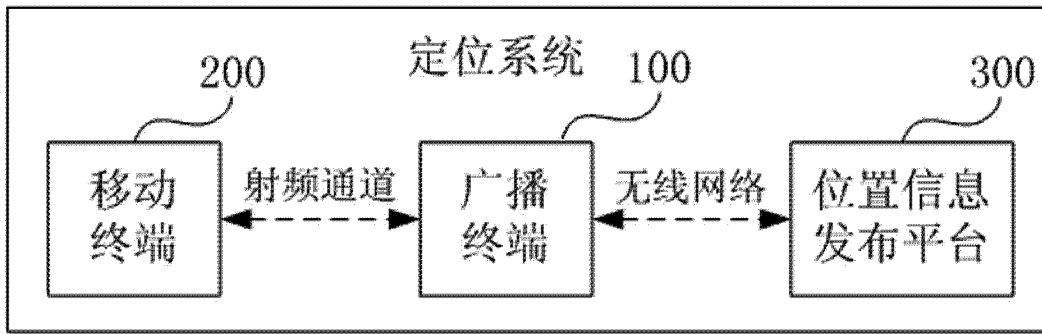 定位系统
200
100
300
移动
终端
射频通道
广播
终端
无线网络
位置信息
发布平台